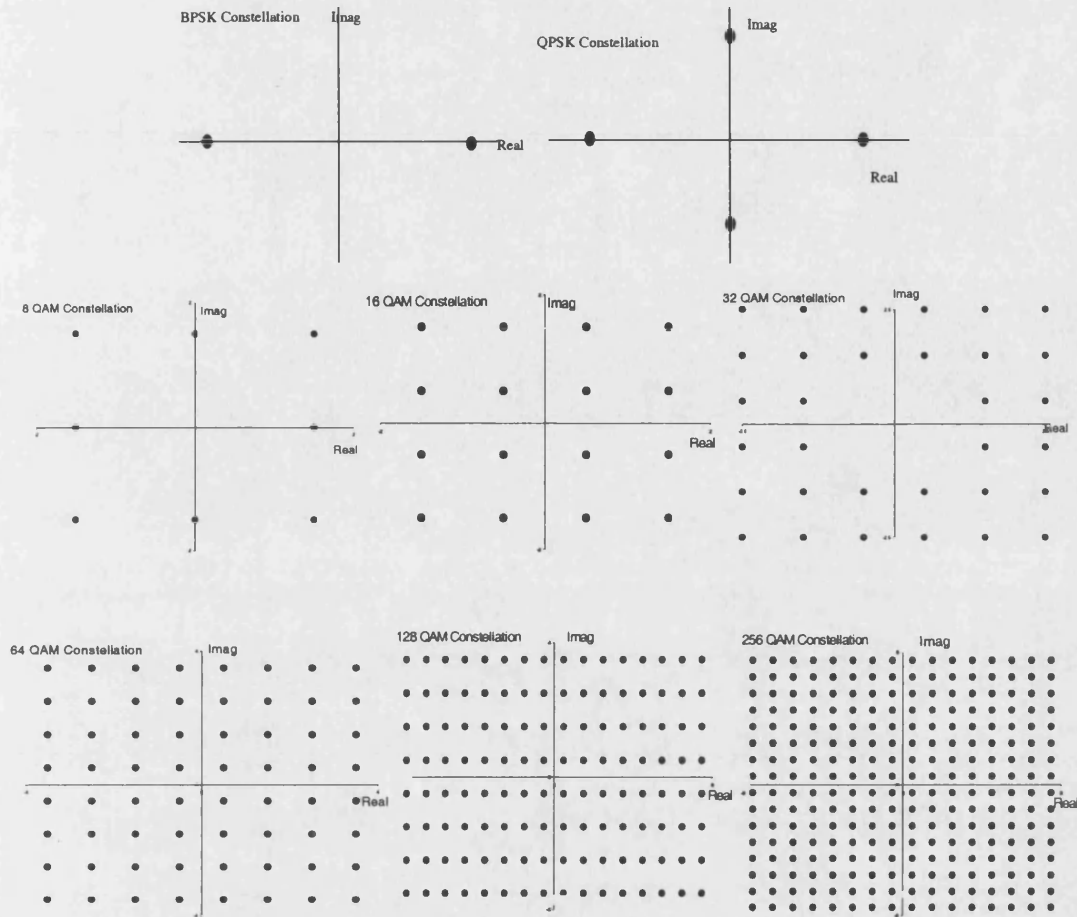 BPSK Constellation
Imag
Real
QPSK Constellation
Imag
Real
8 QAM Constellation
Imag
Real
16 QAM Constellation
Imag
Real
32 QAM Constellation
Imag
Real
64 QAM Constellation
Imag
Real
128 QAM Constellation
Imag
Real
256 QAM Constellation
Imag
Real